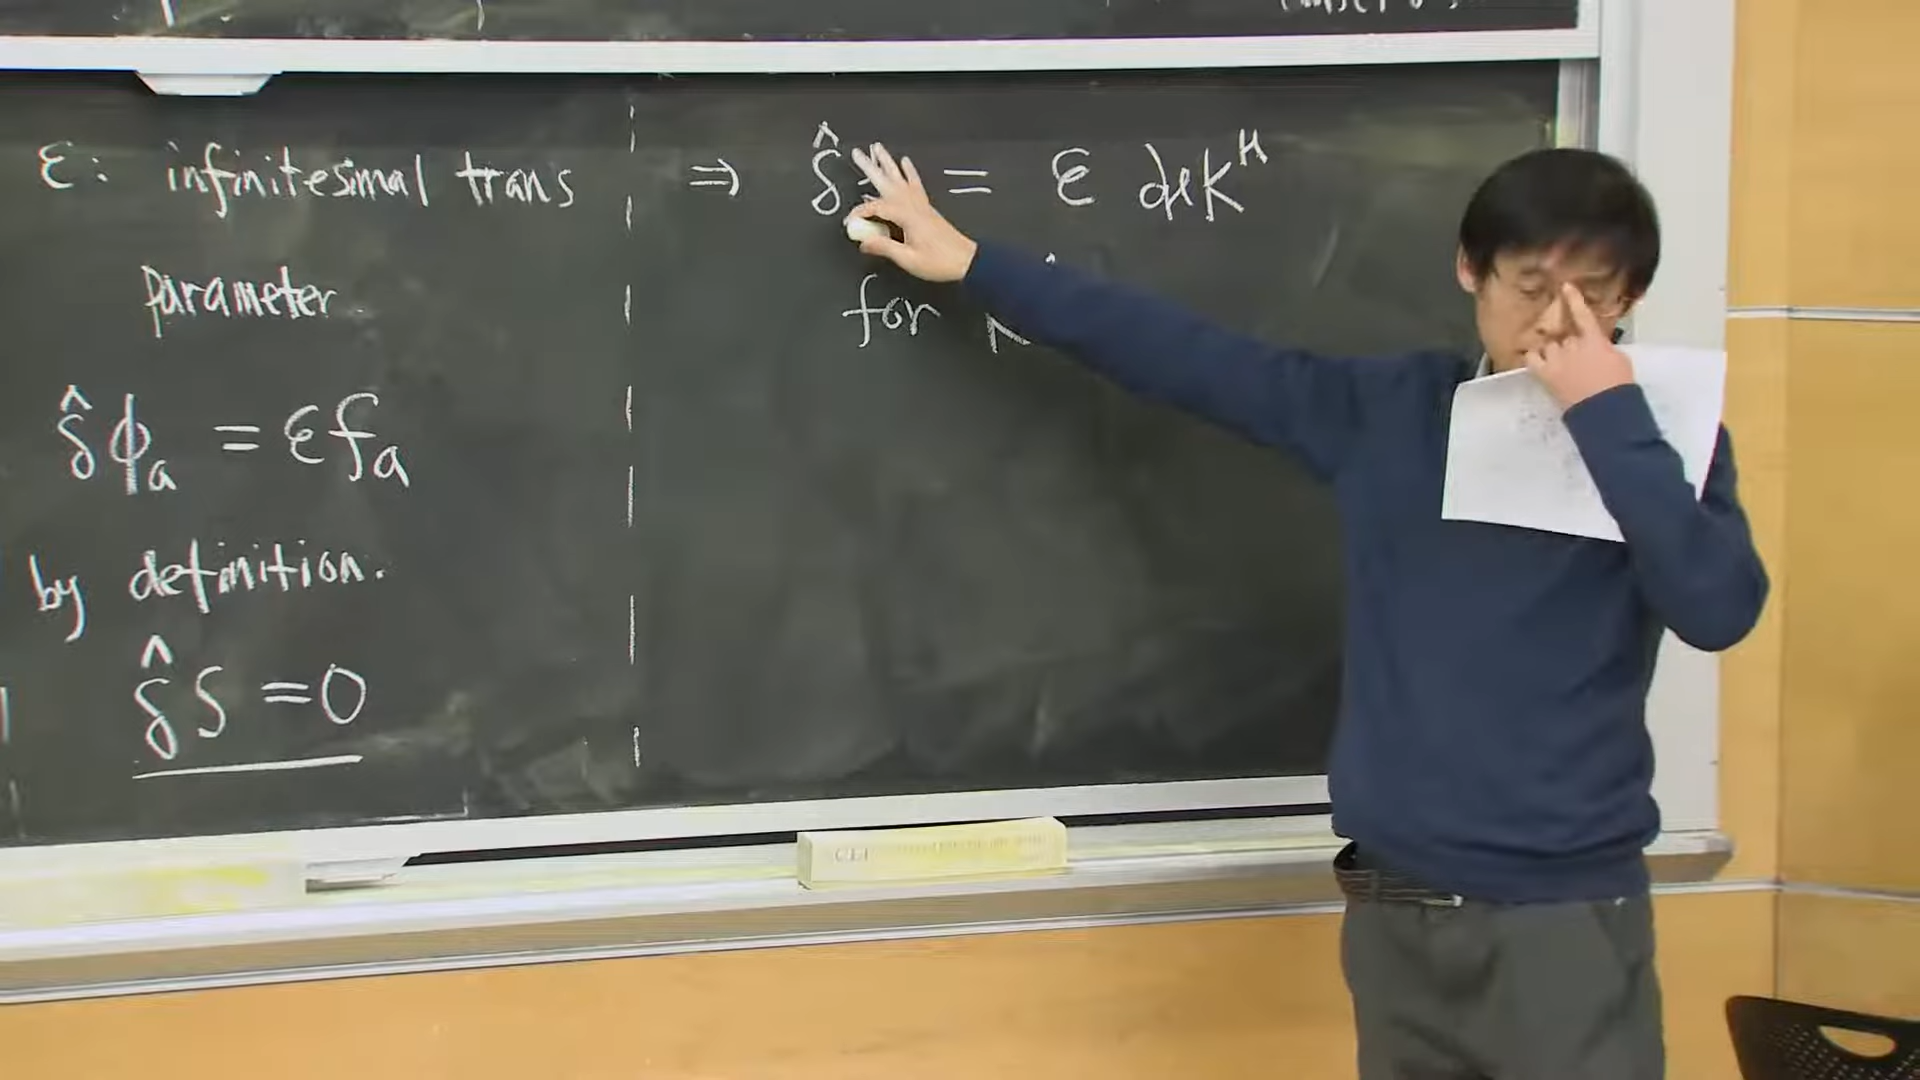 ε: infinitesimal trans
parameter
δ̂φₐ = εfₐ
by definition.
δ̂S = 0
⇒ δ̂ = ε ∂μK^μ
for